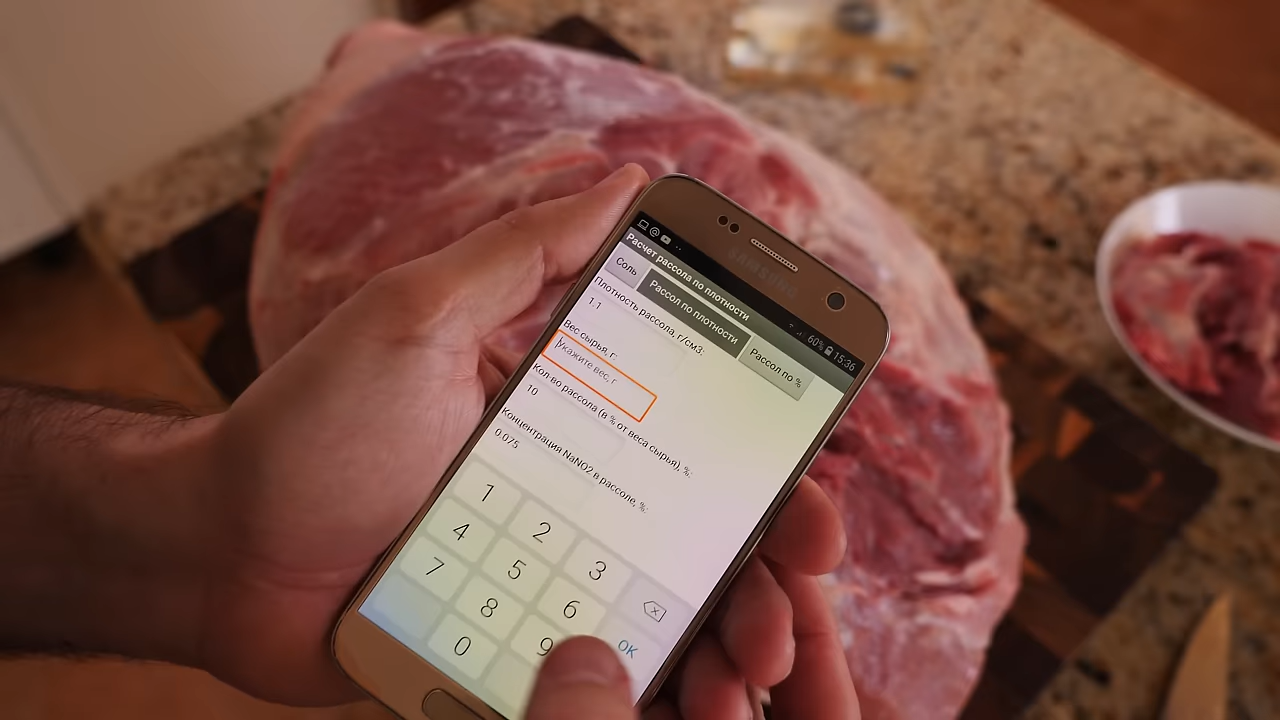 SAMSUNG
60% 15:36
Расчет рассола по плотности
Соль
Рассол по плотности
Рассол по %
Плотность рассола, г/см3:
1.1
Вес сырья, г:
Укажите вес, г
Кол-во рассола (в % от веса сырья), %:
10
Концентрация NaNO2 в рассоле, %:
0.075
1 2 3
4 5 6
7 8 9
0 OK